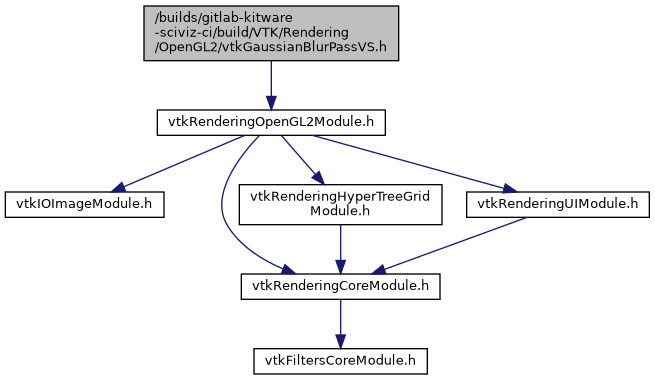 /builds/gitlab-kitware
-sciviz-ci/build/VTK/Rendering
/OpenGL2/vtkGaussianBlurPassVS.h
vtkRenderingOpenGL2Module.h
vtkIOImageModule.h
vtkRenderingHyperTreeGrid
Module.h
vtkRenderingUIModule.h
vtkRenderingCoreModule.h
vtkFiltersCoreModule.h